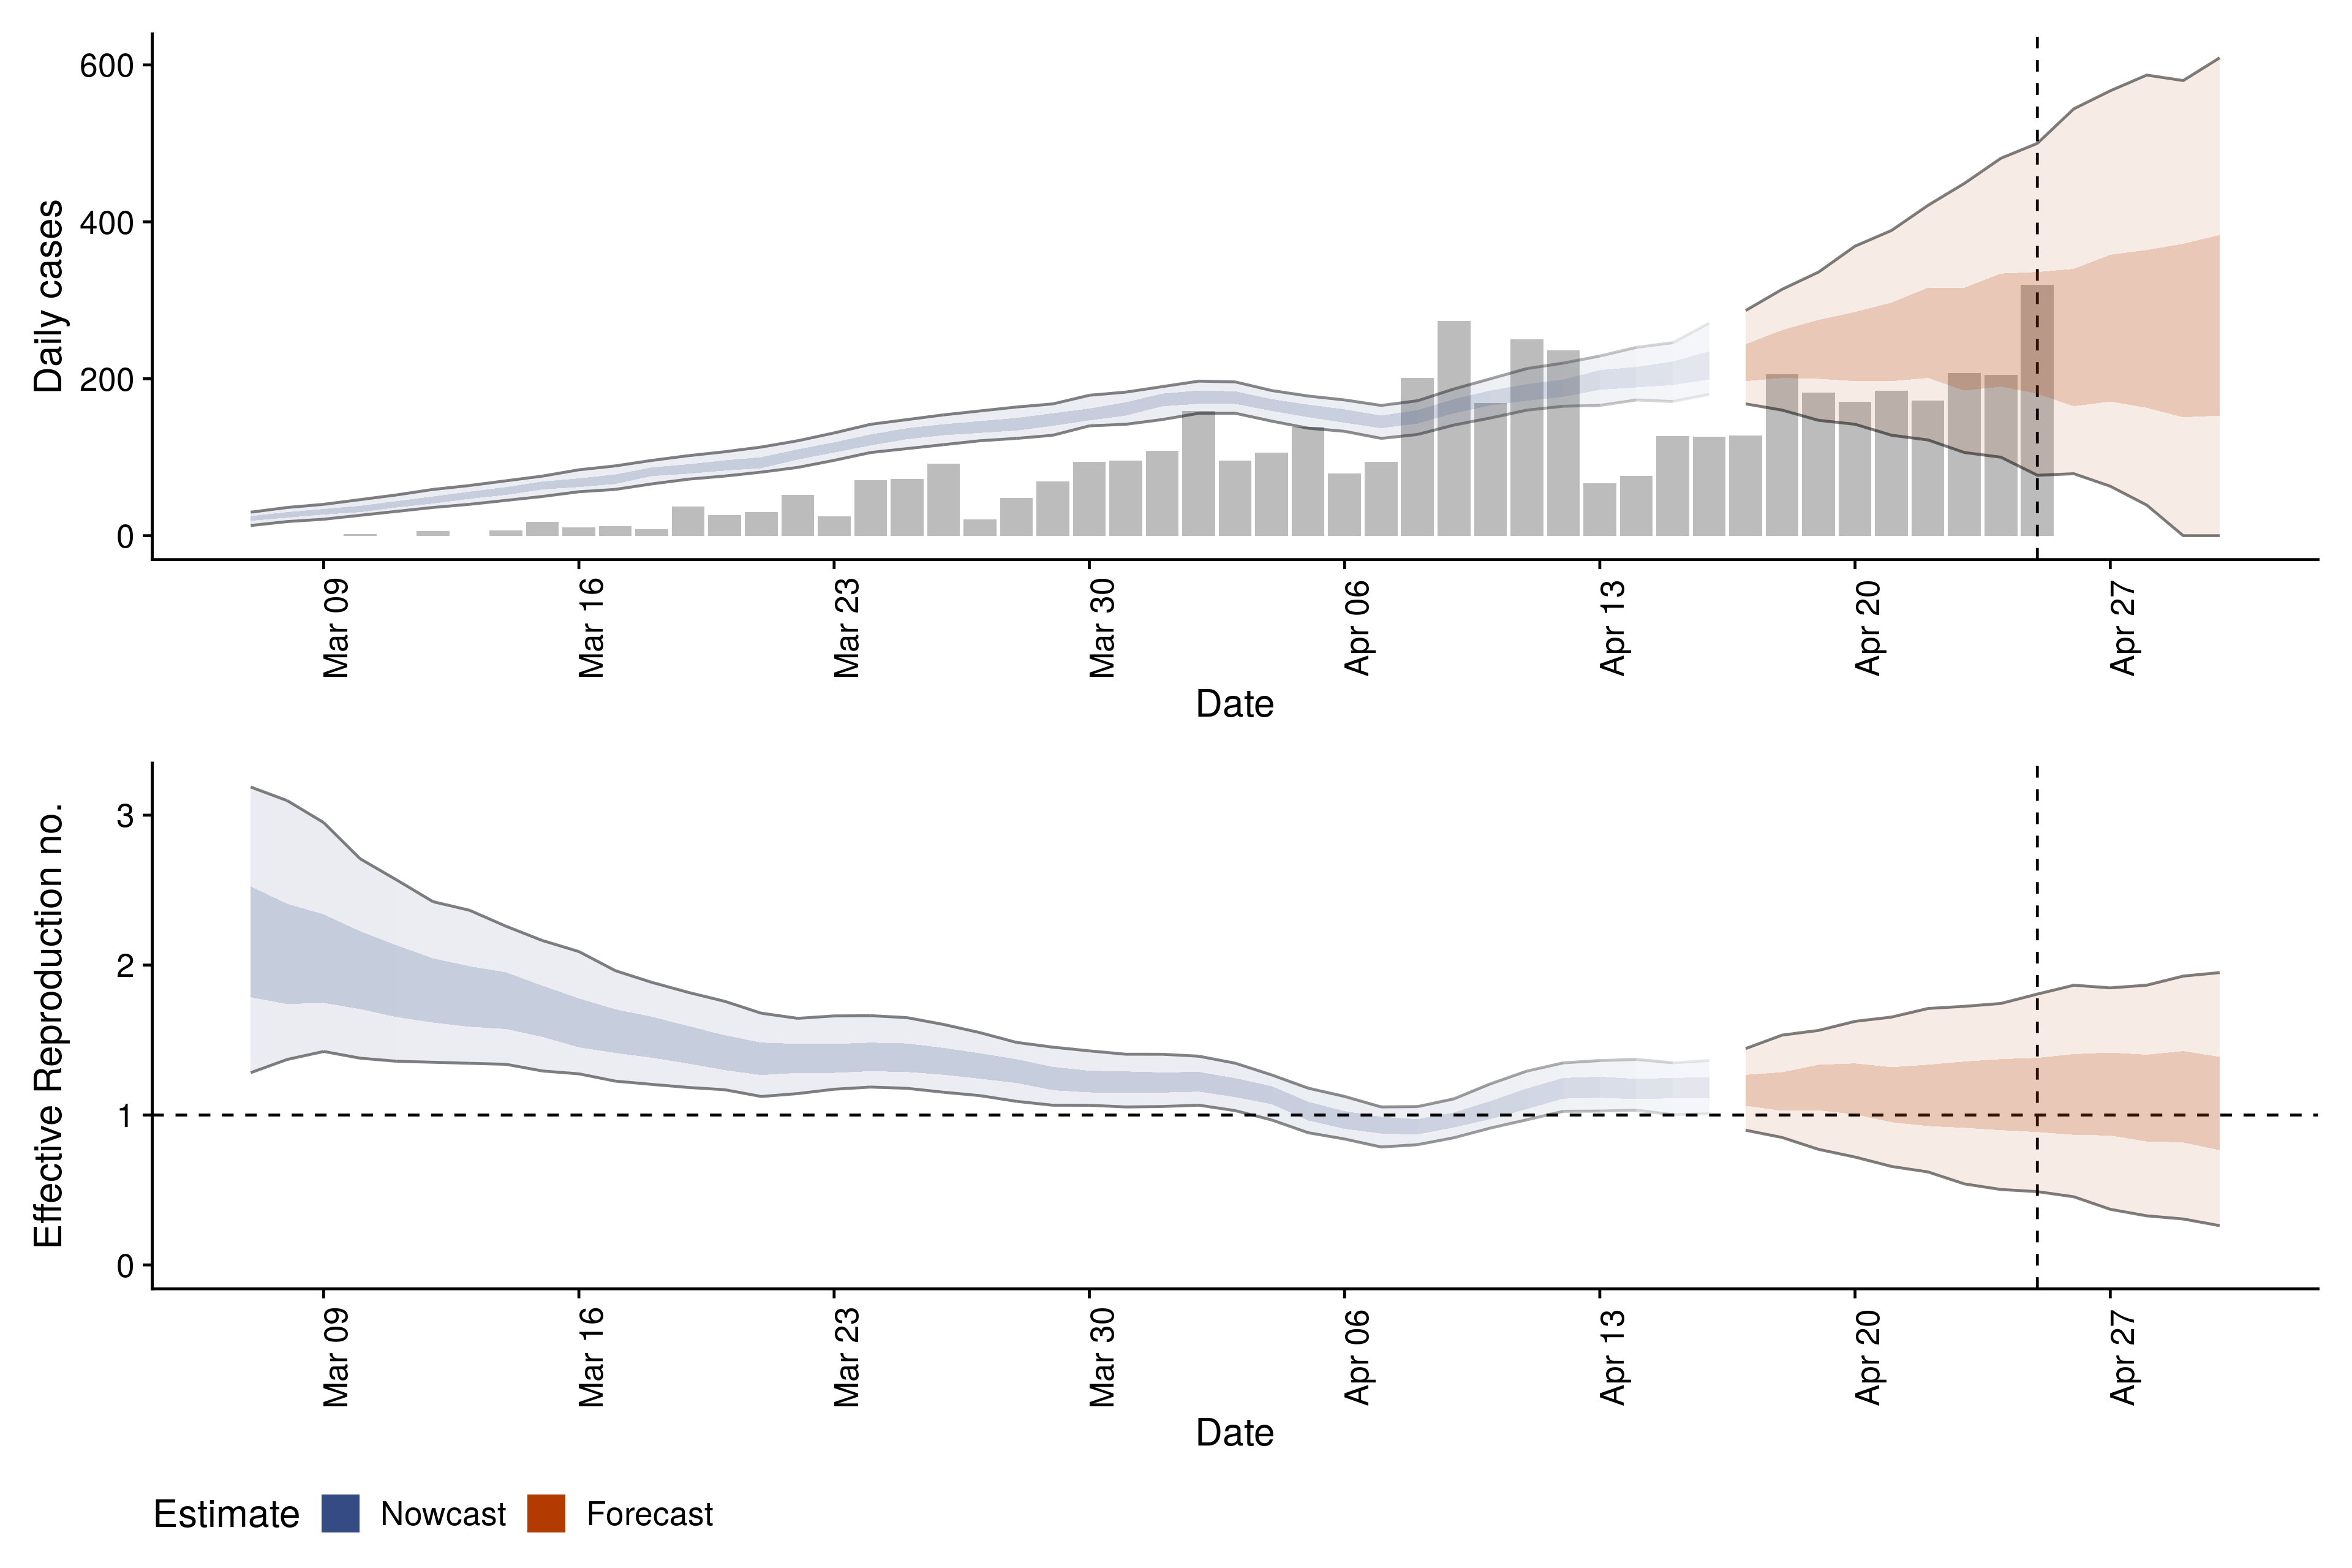 Daily cases
600
400
200
0
Mar 09
Mar 16
Mar 23
Mar 30
Apr 06
Apr 13
Apr 20
Apr 27
Date
Effective Reproduction no.
3
2
1
0
Mar 09
Mar 16
Mar 23
Mar 30
Apr 06
Apr 13
Apr 20
Apr 27
Date
Estimate Nowcast Forecast